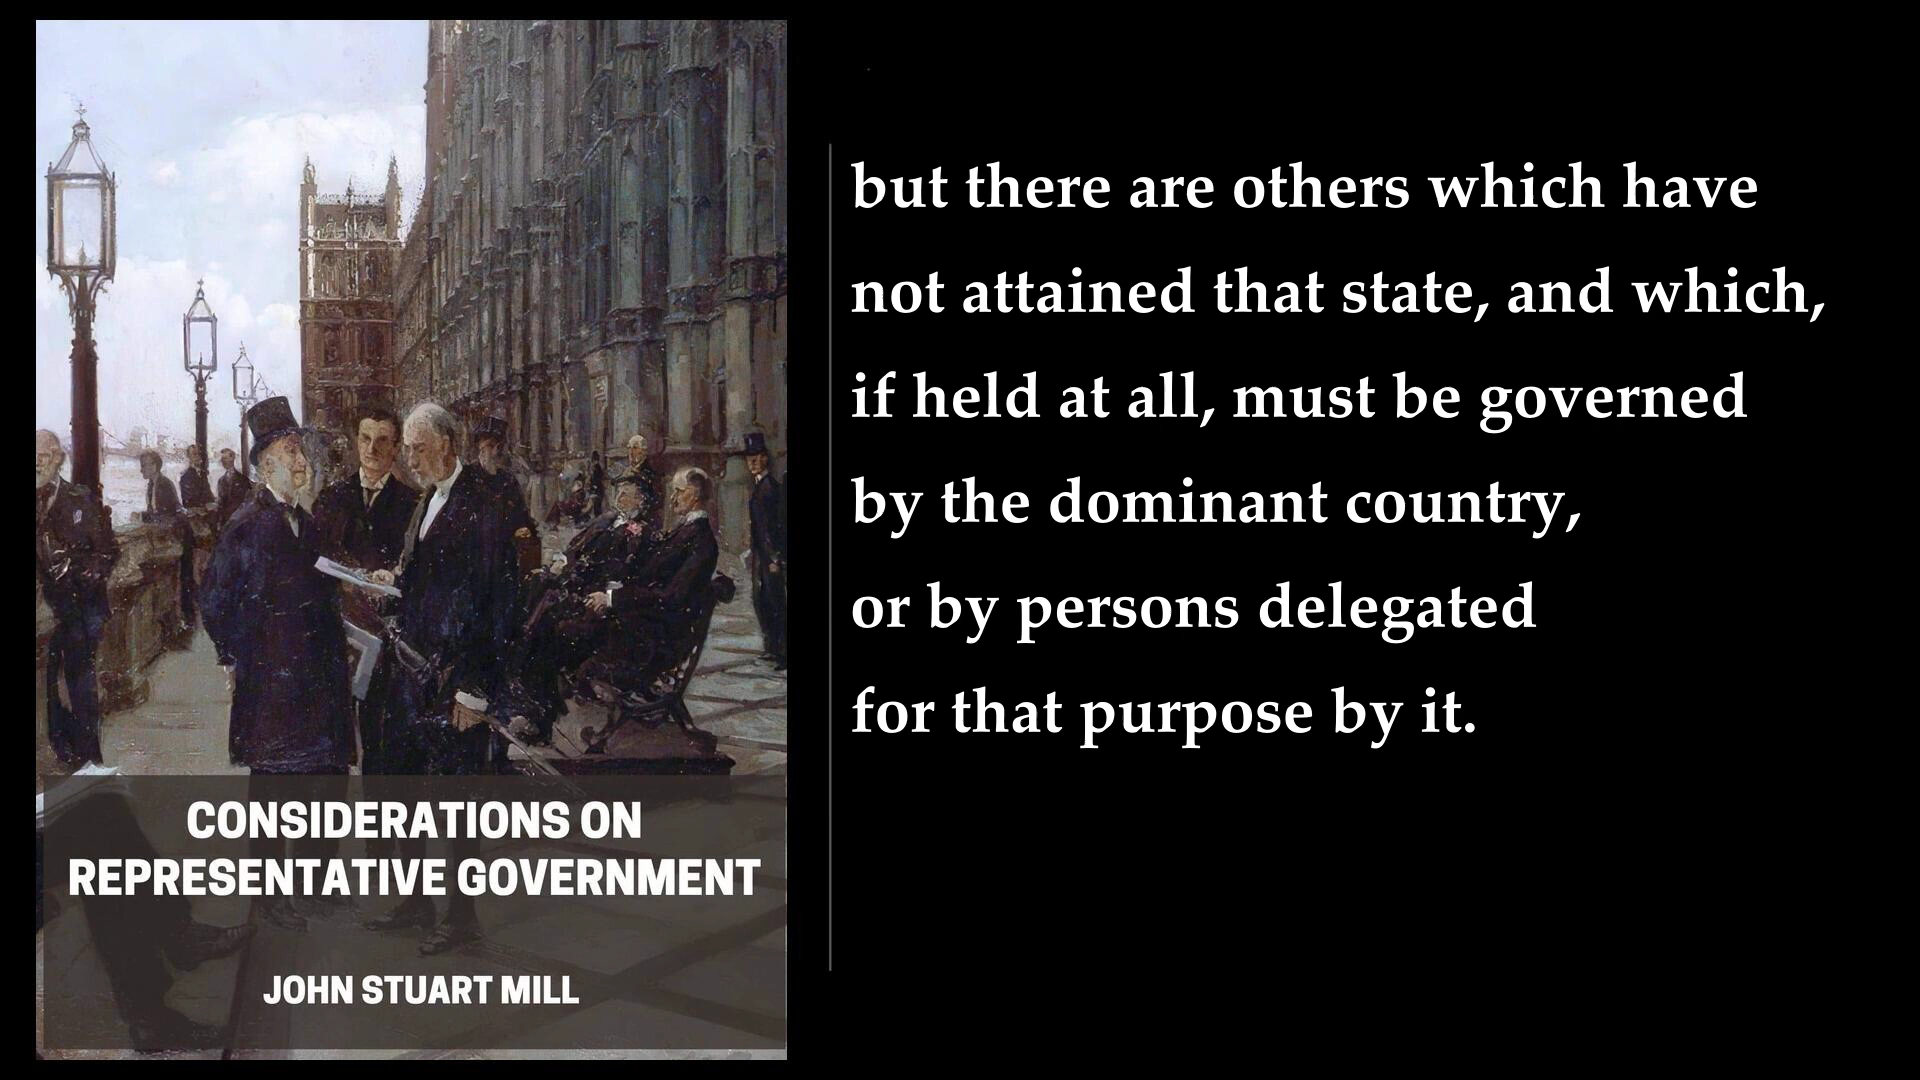 but there are others which have
not attained that state, and which,
if held at all, must be governed
by the dominant country,
or by persons delegated
for that purpose by it.
CONSIDERATIONS ON
REPRESENTATIVE GOVERNMENT
JOHN STUART MILL